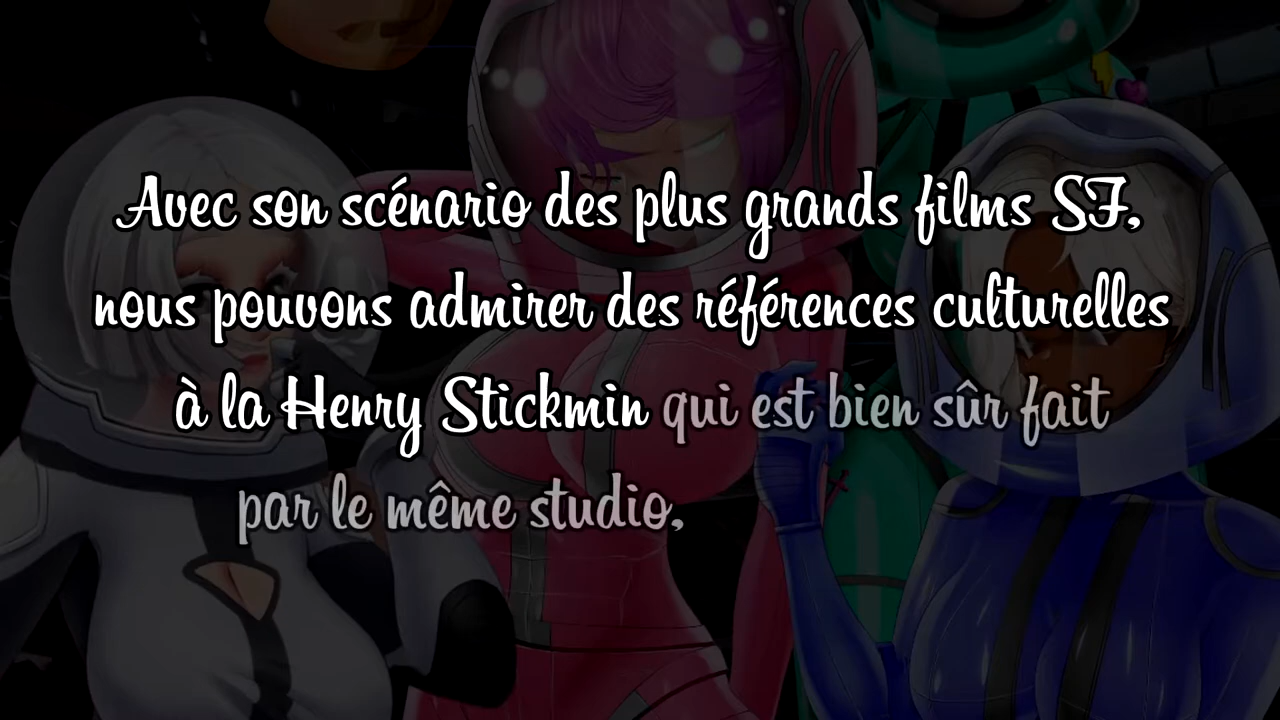 Avec son scénario des plus grands films SF,
nous pouvons admirer des références culturelles
à la Henry Stickmin qui est bien sûr fait
par le même studio,